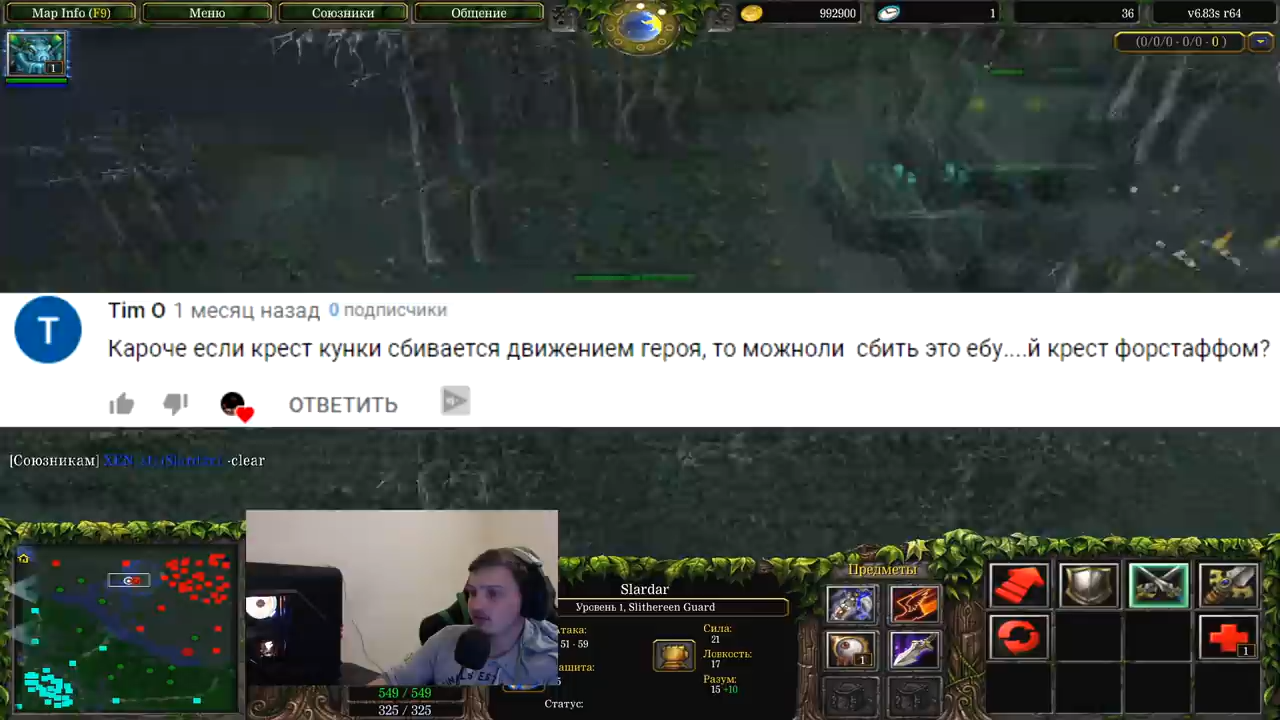 Map Info (F9) Меню Союзники Общение 992900 1 36 v6.83s r64
(0/0/0 - 0/0 - 0 )
1
Tim O 1 месяц назад 0 подписчики
Кароче если крест кунки сбивается движением героя, то можноли сбить это ебу....й крест форстаффом?
ОТВЕТИТЬ
[Союзникам] -clear
Предметы
Slardar
Уровень 1, Slithereen Guard
така:
51 - 59
ащита:
Сила:
21
Ловкость:
17
Разум:
15 +10
1
1
549 / 549
325 / 325
Статус: